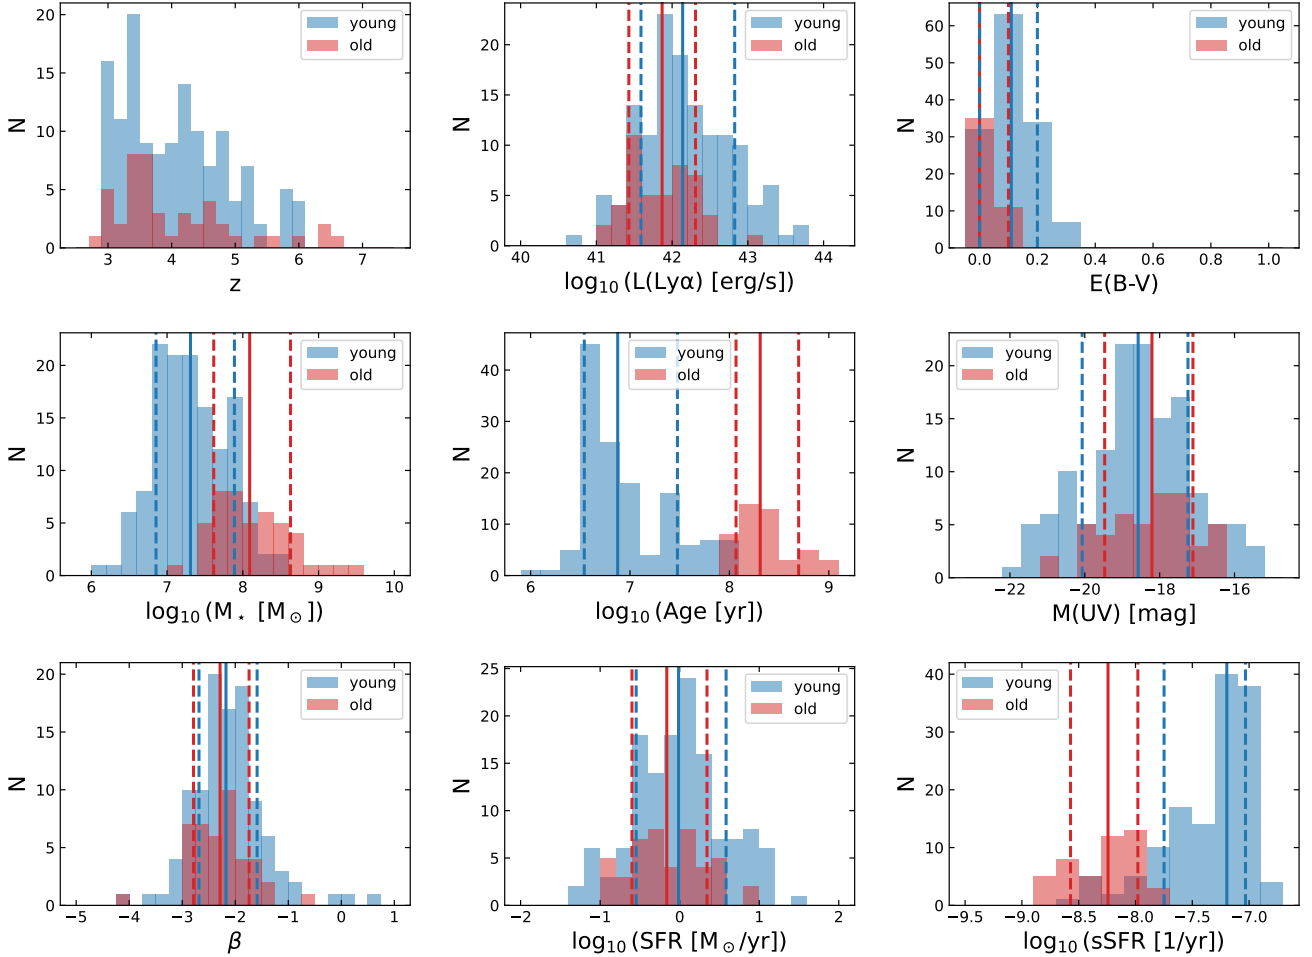 young
old
N
0
5
10
15
20
3
4
5
6
7
z
young
old
N
0
5
10
15
20
40
41
42
43
44
log₁₀ (L(Lyα) [erg/s])
young
old
N
0
10
20
30
40
50
60
0.0
0.2
0.4
0.6
0.8
1.0
E(B-V)
young
old
N
0
5
10
15
20
6
7
8
9
10
log₁₀ (M⋆ [M⊙])
young
old
N
0
10
20
30
40
6
7
8
9
log₁₀ (Age [yr])
young
old
N
0
5
10
15
20
−22
−20
−18
−16
M(UV) [mag]
young
old
N
0
5
10
15
20
−5
−4
−3
−2
−1
0
1
β
young
old
N
0
5
10
15
20
25
−2
−1
0
1
2
log₁₀ (SFR [M⊙/yr])
young
old
N
0
10
20
30
40
−9.5
−9.0
−8.5
−8.0
−7.5
−7.0
log₁₀ (sSFR [1/yr])